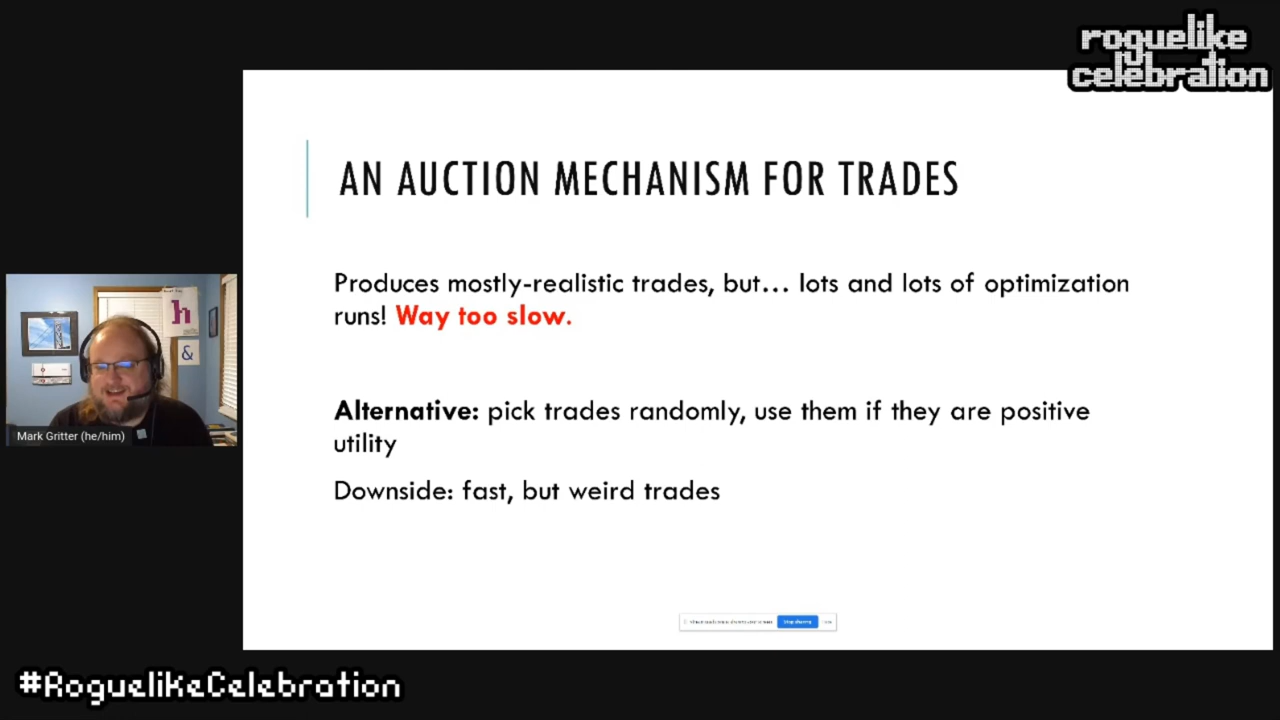 roguelike
celebration
AN AUCTION MECHANISM FOR TRADES
Produces mostly-realistic trades, but... lots and lots of optimization
runs! Way too slow.
Alternative: pick trades randomly, use them if they are positive
utility
Downside: fast, but weird trades
h
&
Mark Gritter (he/him)
Stop sharing
#RoguelikeCelebration